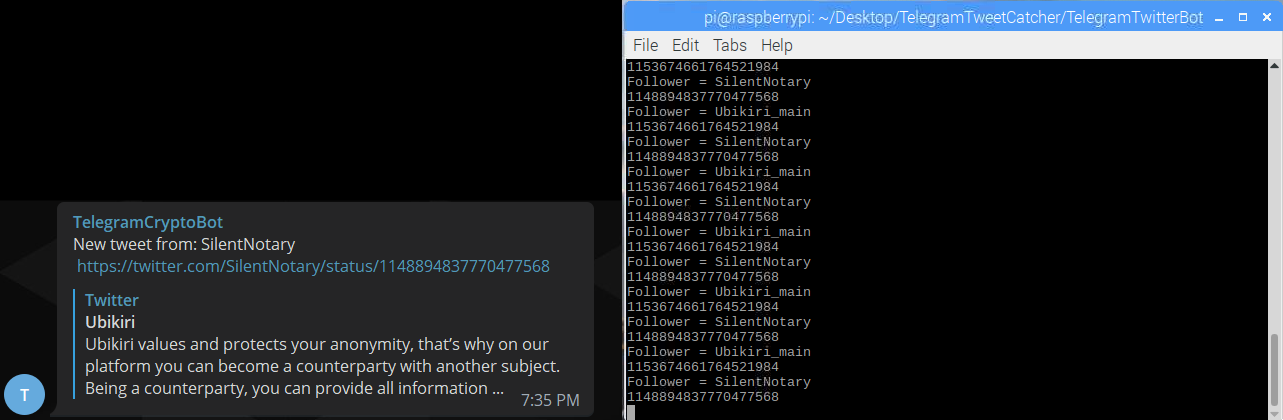 TelegramCryptoBot
New tweet from: SilentNotary
https://twitter.com/SilentNotary/status/1148894837770477568
Twitter
Ubikiri
Ubikiri values and protects your anonymity, that’s why on our
platform you can become a counterparty with another subject.
Being a counterparty, you can provide all information ...
7:35 PM
T
pi@raspberrypi: ~/Desktop/TelegramTweetCatcher/TelegramTwitterBot
File Edit Tabs Help
1153674661764521984
Follower = SilentNotary
1148894837770477568
Follower = Ubikiri_main
1153674661764521984
Follower = SilentNotary
1148894837770477568
Follower = Ubikiri_main
1153674661764521984
Follower = SilentNotary
1148894837770477568
Follower = Ubikiri_main
1153674661764521984
Follower = SilentNotary
1148894837770477568
Follower = Ubikiri_main
1153674661764521984
Follower = SilentNotary
1148894837770477568
Follower = Ubikiri_main
1153674661764521984
Follower = SilentNotary
1148894837770477568